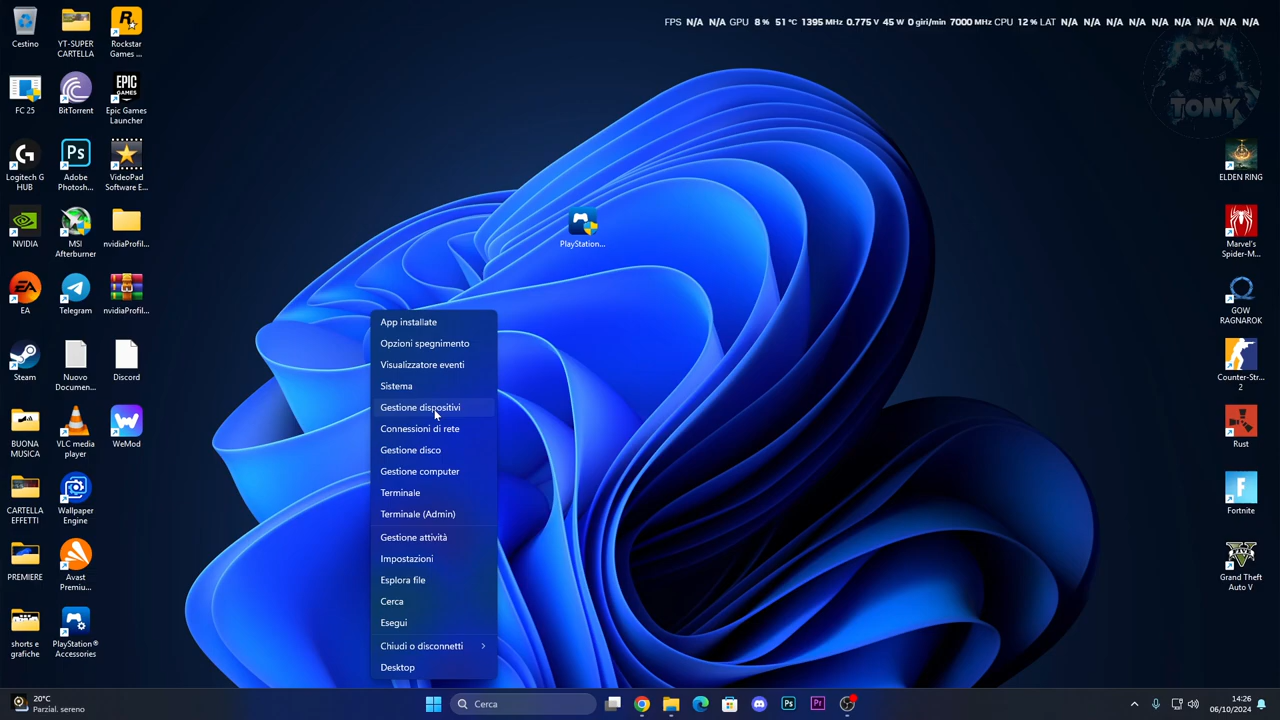 FPS N/A N/A GPU 8 % 51 °C 1395 MHz 0.775 V 45 W 0 giri/min 7000 MHz CPU 12 % LAT N/A N/A N/A N/A N/A N/A N/A N/A
TONY
Cestino
YT-SUPER
CARTELLA
Rockstar
Games ...
FC 25
BitTorrent
EPIC
GAMES
Epic Games
Launcher
Logitech G
HUB
Ps
Adobe
Photosh...
VideoPad
Software E...
NVIDIA
MSI
Afterburner
nvidiaProfil...
EA
EA
Telegram
nvidiaProfil...
Steam
Nuovo
Documen...
Discord
BUONA
MUSICA
VLC media
player
WeMod
CARTELLA
EFFETTI
Wallpaper
Engine
PREMIERE
Avast
Premiu...
shorts e
grafiche
PlayStation®
Accessories
PlayStation...
ELDEN RING
Marvel's
Spider-M...
GOW
RAGNAROK
Counter-Str...
2
Rust
Fortnite
Grand Theft
Auto V
App installate
Opzioni spegnimento
Visualizzatore eventi
Sistema
Gestione dispositivi
Connessioni di rete
Gestione disco
Gestione computer
Terminale
Terminale (Admin)
Gestione attività
Impostazioni
Esplora file
Cerca
Esegui
Chiudi o disconnetti
Desktop
20°C
Parzial. sereno
Cerca
Ps
Pr
14:26
06/10/2024